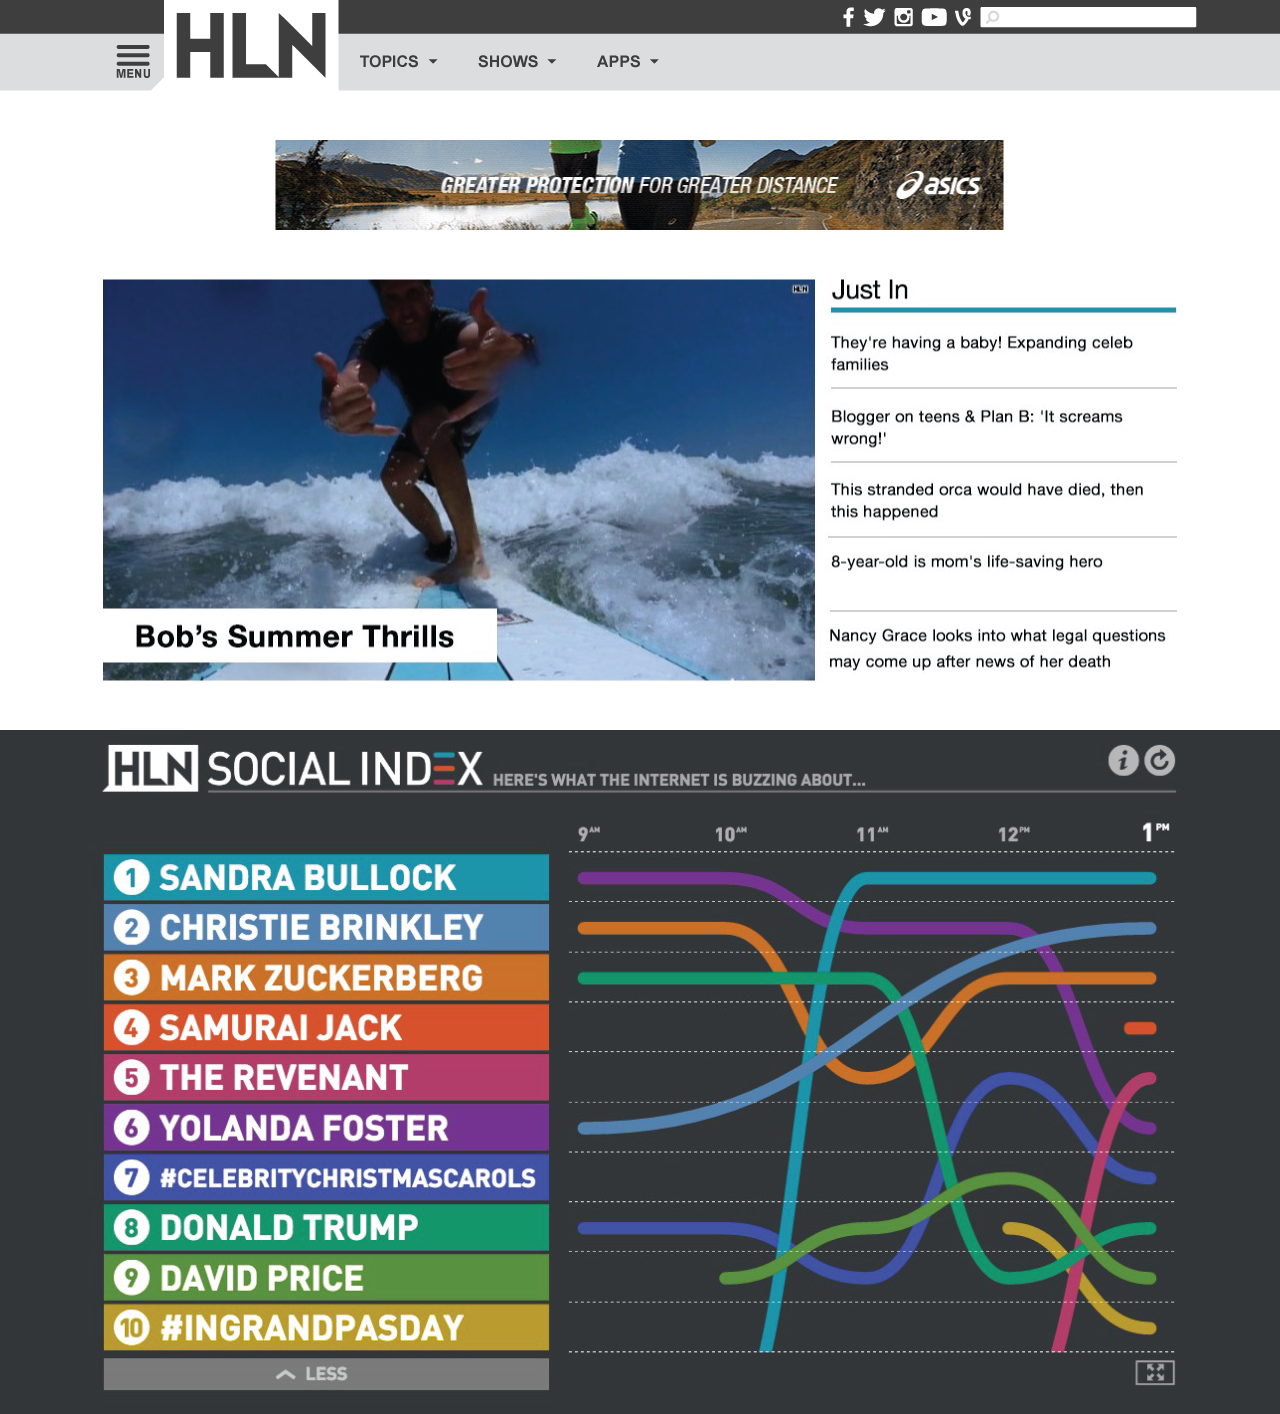 MENU
HLN
TOPICS
SHOWS
APPS
GREATER PROTECTION FOR GREATER DISTANCE
asics
HLN
Bob’s Summer Thrills
Just In
They're having a baby! Expanding celeb
families
Blogger on teens & Plan B: 'It screams
wrong!'
This stranded orca would have died, then
this happened
8-year-old is mom's life-saving hero
Nancy Grace looks into what legal questions
may come up after news of her death
HLN SOCIAL INDEX HERE'S WHAT THE INTERNET IS BUZZING ABOUT...
9AM 10AM 11AM 12PM 1PM
1 SANDRA BULLOCK
2 CHRISTIE BRINKLEY
3 MARK ZUCKERBERG
4 SAMURAI JACK
5 THE REVENANT
6 YOLANDA FOSTER
7 #CELEBRITYCHRISTMASCAROLS
8 DONALD TRUMP
9 DAVID PRICE
10 #INGRANDPASDAY
LESS